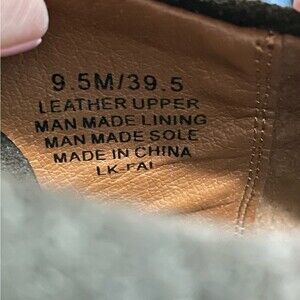 9.5M/39.5
LEATHER UPPER
MAN MADE LINING
MAN MADE SOLE
MADE IN CHINA